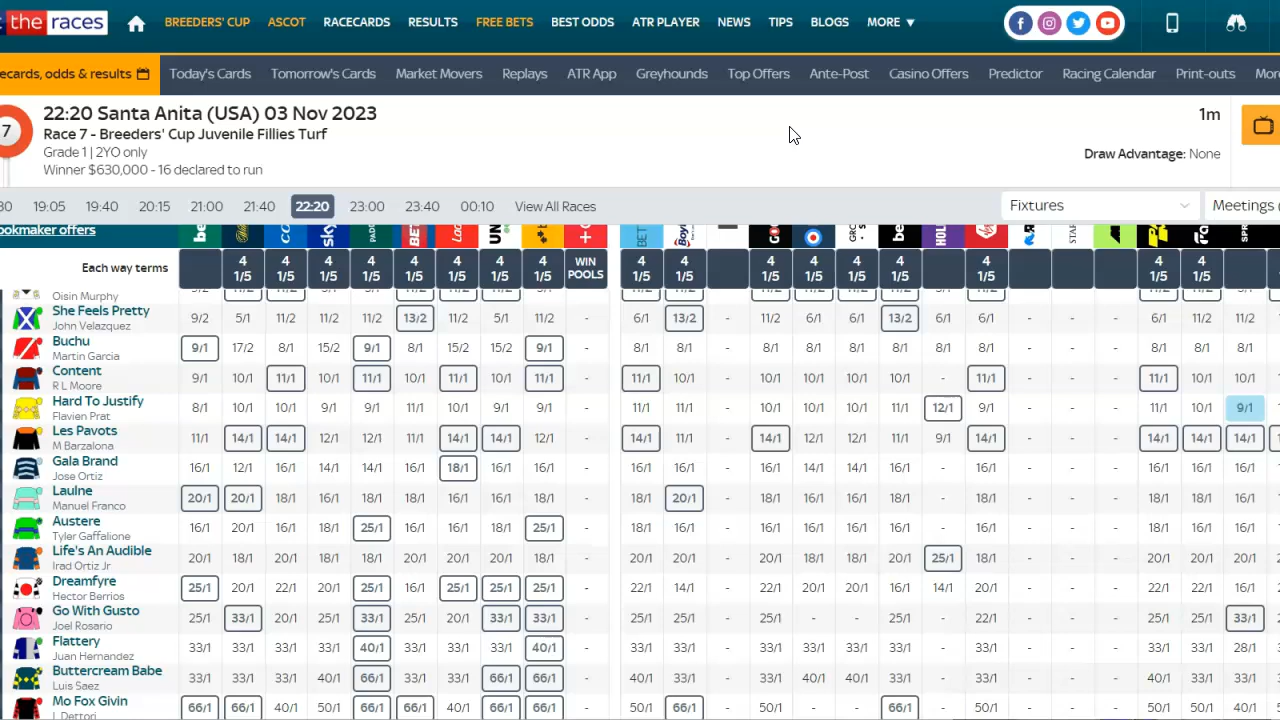 the races
BREEDERS' CUP ASCOT RACECARDS RESULTS FREE BETS BEST ODDS ATR PLAYER NEWS TIPS BLOGS MORE ▼
ecards, odds & results Today's Cards Tomorrow's Cards Market Movers Replays ATR App Greyhounds Top Offers Ante-Post Casino Offers Predictor Racing Calendar Print-outs Mor
7
22:20 Santa Anita (USA) 03 Nov 2023
1m
Race 7 - Breeders' Cup Juvenile Fillies Turf
Grade 1 | 2YO only
Draw Advantage: None
Winner $630,000 - 16 declared to run
30 19:05 19:40 20:15 21:00 21:40 22:20 23:00 23:40 00:10 View All Races Fixtures Meetings (
ookmaker offers
Each way terms
4 4 4 4 4 4 4 4 WIN 4 4 4 4 4 4 4 4 4
1/5 1/5 1/5 1/5 1/5 1/5 1/5 1/5 POOLS 1/5 1/5 1/5 1/5 1/5 1/5 1/5 1/5 1/5
Oisin Murphy
She Feels Pretty 9/2 5/1 11/2 11/2 11/2 13/2 11/2 5/1 11/2 - 6/1 13/2 11/2 6/1 6/1 13/2 6/1 6/1 - - - 6/1 11/2 11/2
John Velazquez
Buchu 9/1 17/2 8/1 15/2 9/1 8/1 15/2 15/2 9/1 - 8/1 8/1 8/1 8/1 8/1 8/1 8/1 8/1 - - - 8/1 8/1 8/1
Martin Garcia
Content 9/1 10/1 11/1 10/1 11/1 10/1 11/1 10/1 11/1 - 11/1 10/1 10/1 10/1 10/1 10/1 - 11/1 - - - 11/1 10/1 10/1
R L Moore
Hard To Justify 8/1 10/1 10/1 9/1 9/1 11/1 10/1 9/1 9/1 - 11/1 11/1 10/1 10/1 10/1 11/1 12/1 9/1 - - - 11/1 10/1 9/1
Flavien Prat
Les Pavots 11/1 14/1 14/1 12/1 12/1 11/1 14/1 14/1 12/1 - 14/1 11/1 14/1 12/1 12/1 11/1 9/1 14/1 - - - 14/1 14/1 14/1
M Barzalona
Gala Brand 16/1 12/1 16/1 14/1 14/1 16/1 18/1 16/1 16/1 - 16/1 16/1 16/1 14/1 14/1 16/1 - 16/1 - - - 16/1 16/1 16/1
Jose Ortiz
Laulne 20/1 20/1 18/1 16/1 18/1 18/1 16/1 16/1 18/1 - 18/1 20/1 18/1 16/1 16/1 18/1 - 18/1 - - - 18/1 18/1 16/1
Manuel Franco
Austere 16/1 20/1 16/1 18/1 25/1 16/1 16/1 18/1 25/1 - 18/1 16/1 16/1 18/1 18/1 16/1 - 16/1 - - - 18/1 16/1 16/1
Tyler Gaffalione
Life's An Audible 20/1 18/1 20/1 18/1 18/1 20/1 20/1 20/1 18/1 - 20/1 20/1 20/1 18/1 18/1 20/1 25/1 18/1 - - - 20/1 20/1 20/1
Irad Ortiz Jr
Dreamfyre 25/1 20/1 22/1 20/1 25/1 16/1 25/1 25/1 25/1 - 22/1 14/1 20/1 20/1 20/1 16/1 14/1 20/1 - - - 22/1 22/1 16/1
Hector Berrios
Go With Gusto 25/1 33/1 20/1 25/1 33/1 25/1 20/1 33/1 33/1 - 25/1 25/1 25/1 - - 25/1 - 22/1 - - - 25/1 25/1 33/1
Joel Rosario
Flattery 33/1 33/1 33/1 33/1 40/1 33/1 33/1 33/1 40/1 - 33/1 33/1 33/1 33/1 33/1 33/1 - 33/1 - - - 33/1 33/1 28/1
Juan Hernandez
Buttercream Babe 33/1 33/1 33/1 40/1 66/1 33/1 33/1 66/1 66/1 - 40/1 33/1 33/1 40/1 40/1 33/1 - 33/1 - - - 40/1 33/1 33/1
Luis Saez
Mo Fox Givin 66/1 66/1 40/1 50/1 66/1 66/1 40/1 66/1 66/1 - 50/1 66/1 50/1 - - 66/1 - 40/1 - - - 50/1 50/1 40/1
L Dettori